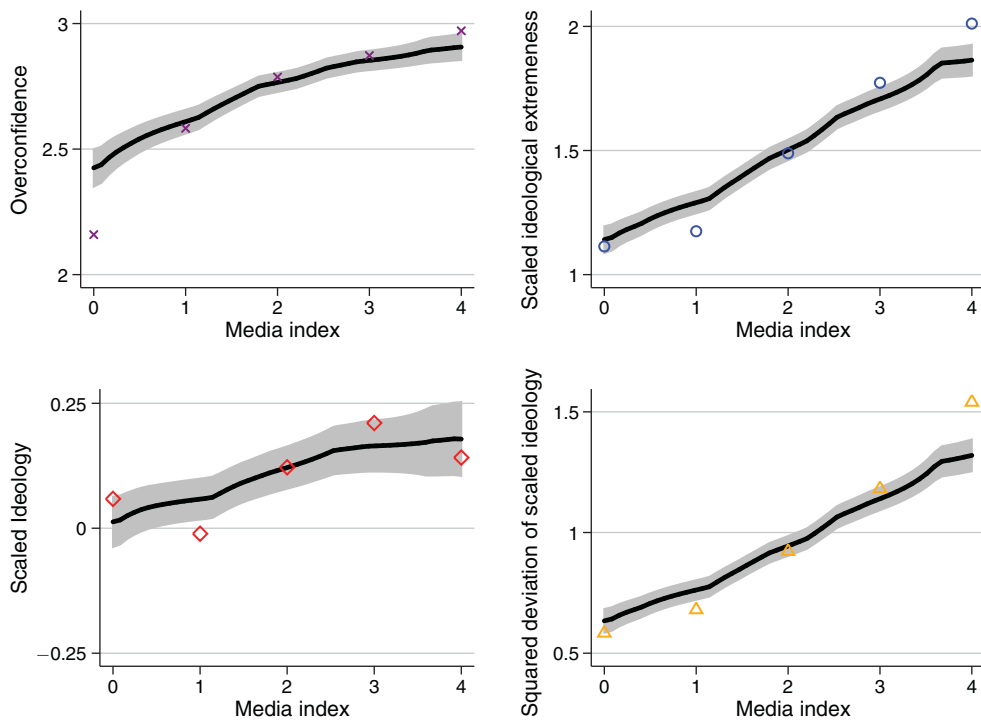 Overconfidence
3
2.5
2
0 1 2 3 4
Media index
Scaled ideological extremeness
2
1.5
1
0 1 2 3 4
Media index
Scaled Ideology
0.25
0
−0.25
0 1 2 3 4
Media index
Squared deviation of scaled ideology
1.5
1
0.5
0 1 2 3 4
Media index